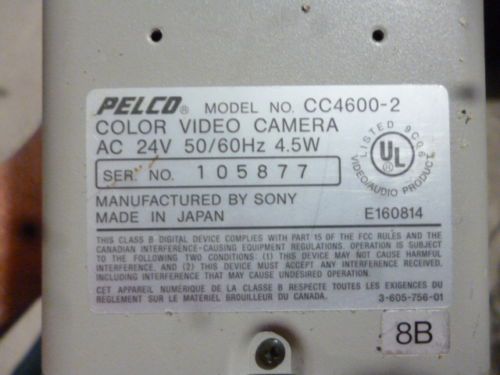 PELCO® MODEL NO. CC4600-2
COLOR VIDEO CAMERA
AC 24V 50/60Hz 4.5W
SER. NO. 105877
LISTED 9C06
UL
VIDEO/AUDIO PRODUCT
MANUFACTURED BY SONY
MADE IN JAPAN E160814
THIS CLASS B DIGITAL DEVICE COMPLIES WITH PART 15 OF THE FCC RULES AND THE
CANADIAN INTERFERENCE-CAUSING EQUIPMENT REGULATIONS. OPERATION IS SUBJECT
TO THE FOLLOWING TWO CONDITIONS: (1) THIS DEVICE MAY NOT CAUSE HARMFUL
INTERFERENCE, AND (2) THIS DEVICE MUST ACCEPT ANY INTERFERENCE RECEIVED,
INCLUDING INTERFERENCE THAT MAY CAUSE UNDESIRED OPERATION.
CET APPAREIL NUMERIQUE DE LA CLASSE B RESPECTE TOUTES LES EXIGENCES DU
REGLEMENT SUR LE MATERIEL BROUILLEUR DU CANADA. 3-605-756-01
8B